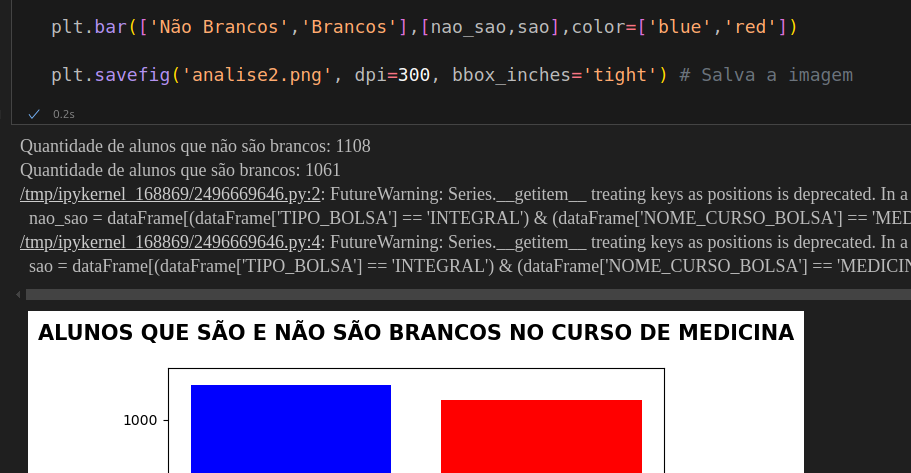 plt.bar(['Não Brancos','Brancos'],[nao_sao,sao],color=['blue','red'])
plt.savefig('analise2.png', dpi=300, bbox_inches='tight') # Salva a imagem
0.2s
Quantidade de alunos que não são brancos: 1108
Quantidade de alunos que são brancos: 1061
/tmp/ipykernel_168869/2496669646.py:2: FutureWarning: Series.__getitem__ treating keys as positions is deprecated. In a
nao_sao = dataFrame[(dataFrame['TIPO_BOLSA'] == 'INTEGRAL') & (dataFrame['NOME_CURSO_BOLSA'] == 'MED
/tmp/ipykernel_168869/2496669646.py:4: FutureWarning: Series.__getitem__ treating keys as positions is deprecated. In a
sao = dataFrame[(dataFrame['TIPO_BOLSA'] == 'INTEGRAL') & (dataFrame['NOME_CURSO_BOLSA'] == 'MEDICIN
ALUNOS QUE SÃO E NÃO SÃO BRANCOS NO CURSO DE MEDICINA
1000